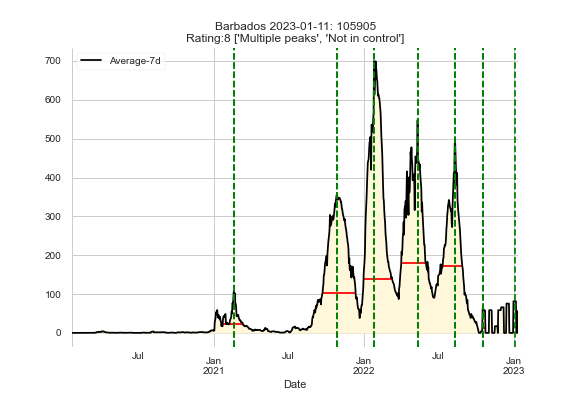 Barbados 2023-01-11: 105905
Rating:8 ['Multiple peaks', 'Not in control']
Average-7d
700
600
500
400
300
200
100
0
Jul
Jan
2021
Jul
Jan
2022
Jul
Jan
2023
Date